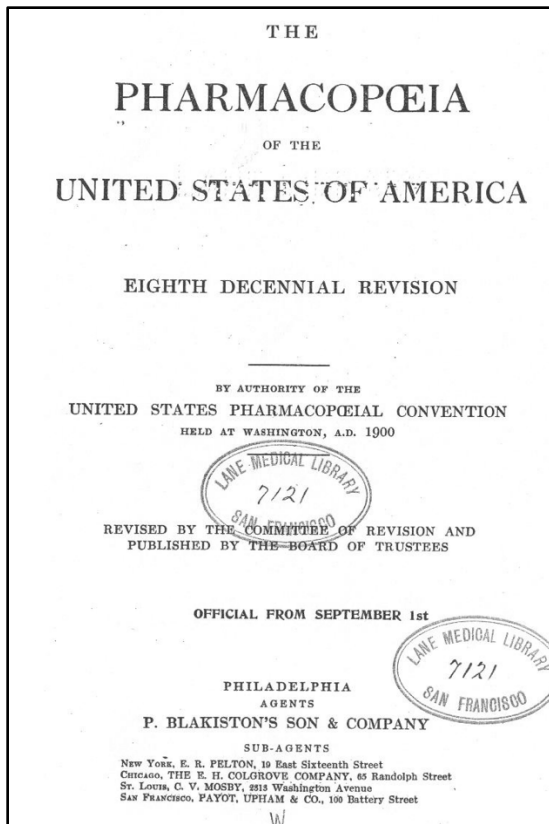 THE
PHARMACOPŒIA
OF THE
UNITED STATES OF AMERICA
EIGHTH DECENNIAL REVISION
BY AUTHORITY OF THE
UNITED STATES PHARMACOPŒIAL CONVENTION
HELD AT WASHINGTON, A.D. 1900
LANE MEDICAL LIBRARY
7121
SAN FRANCISCO
REVISED BY THE COMMITTEE OF REVISION AND
PUBLISHED BY THE BOARD OF TRUSTEES
OFFICIAL FROM SEPTEMBER 1st
LANE MEDICAL LIBRARY
7121
SAN FRANCISCO
PHILADELPHIA
AGENTS
P. BLAKISTON'S SON & COMPANY
SUB-AGENTS
NEW YORK, E. R. PELTON, 19 East Sixteenth Street
CHICAGO, THE E. H. COLGROVE COMPANY, 65 Randolph Street
ST. LOUIS, C. V. MOSBY, 2313 Washington Avenue
SAN FRANCISCO, PAYOT, UPHAM & CO., 100 Battery Street
W